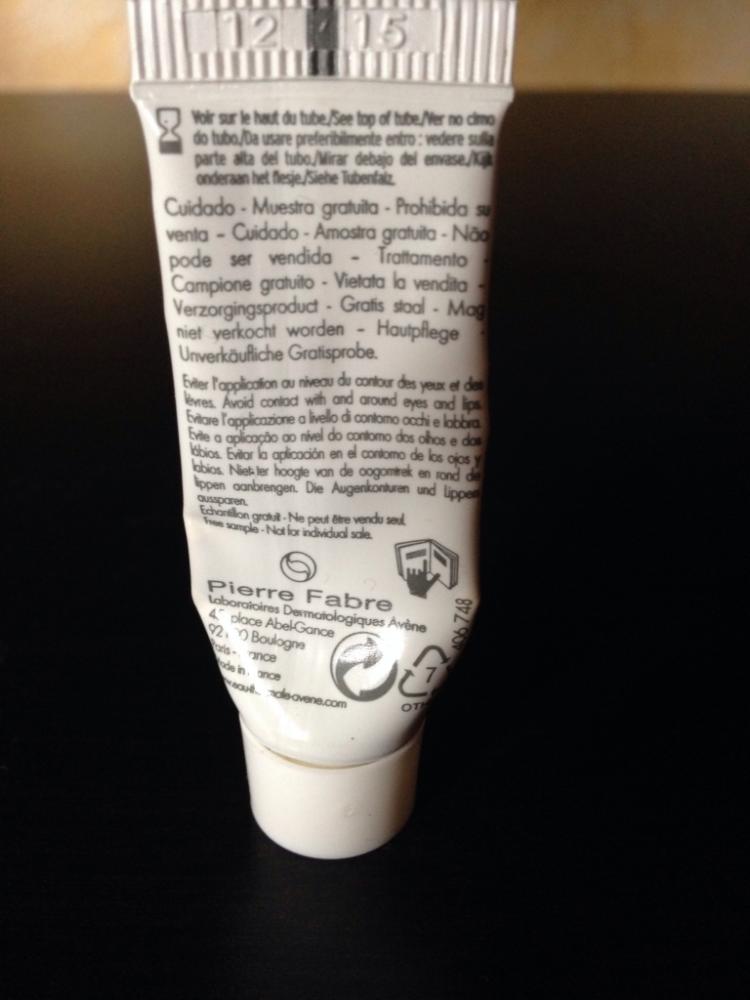 12 15
Voir sur le haut du tube./See top of tube./Ver no cimo
do tubo./Da usare preferibilmente entro : vedere sulla
parte alta del tubo./Mirar debajo del envase./Kijk
onderaan het flesje./Siehe Tubenfalz.
Cuidado - Muestra gratuita - Prohibida su
venta - Cuidado - Amostra gratuita - Não
pode ser vendida - Trattamento -
Campione gratuito - Vietata la vendita -
Verzorgingsproduct - Gratis staal - Mag
niet verkocht worden - Hautpflege -
Unverkäufliche Gratisprobe.
Eviter l'application au niveau du contour des yeux et des
lèvres. Avoid contact with and around eyes and lips.
Evitare l'applicazione a livello di contorno occhi e labbra.
Evite a aplicação ao nível do contorno dos olhos e dos
lábios. Evitar la aplicación en el contorno de los ojos y
labios. Niet ter hoogte van de oogomtrek en rond de
lippen aanbrengen. Die Augenkonturen und Lippen
aussparen.
Echantillon gratuit - Ne peut être vendu seul.
Free sample - Not for individual sale.
Pierre Fabre
Laboratoires Dermatologiques Avène
place Abel-Gance
Boulogne
7
OTH
406 748